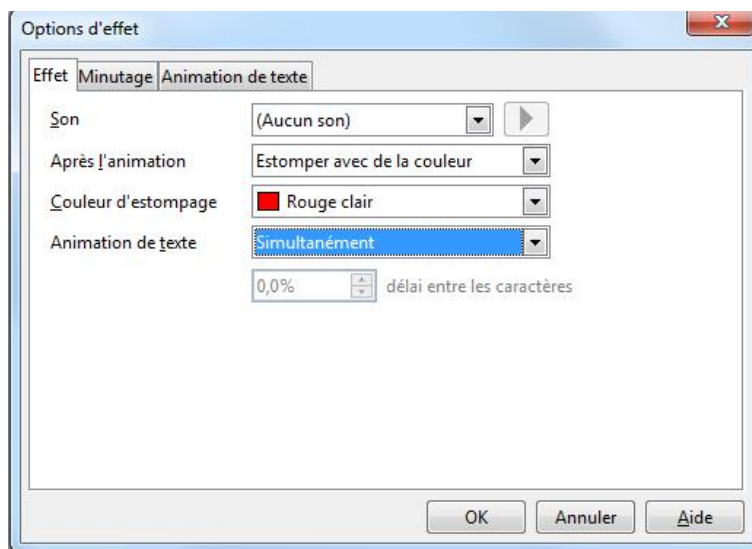 Options d'effet
Effet Minutage Animation de texte
Son (Aucun son)
Après l'animation Estomper avec de la couleur
Couleur d'estompage Rouge clair
Animation de texte Simultanément
0,0% délai entre les caractères
OK Annuler Aide